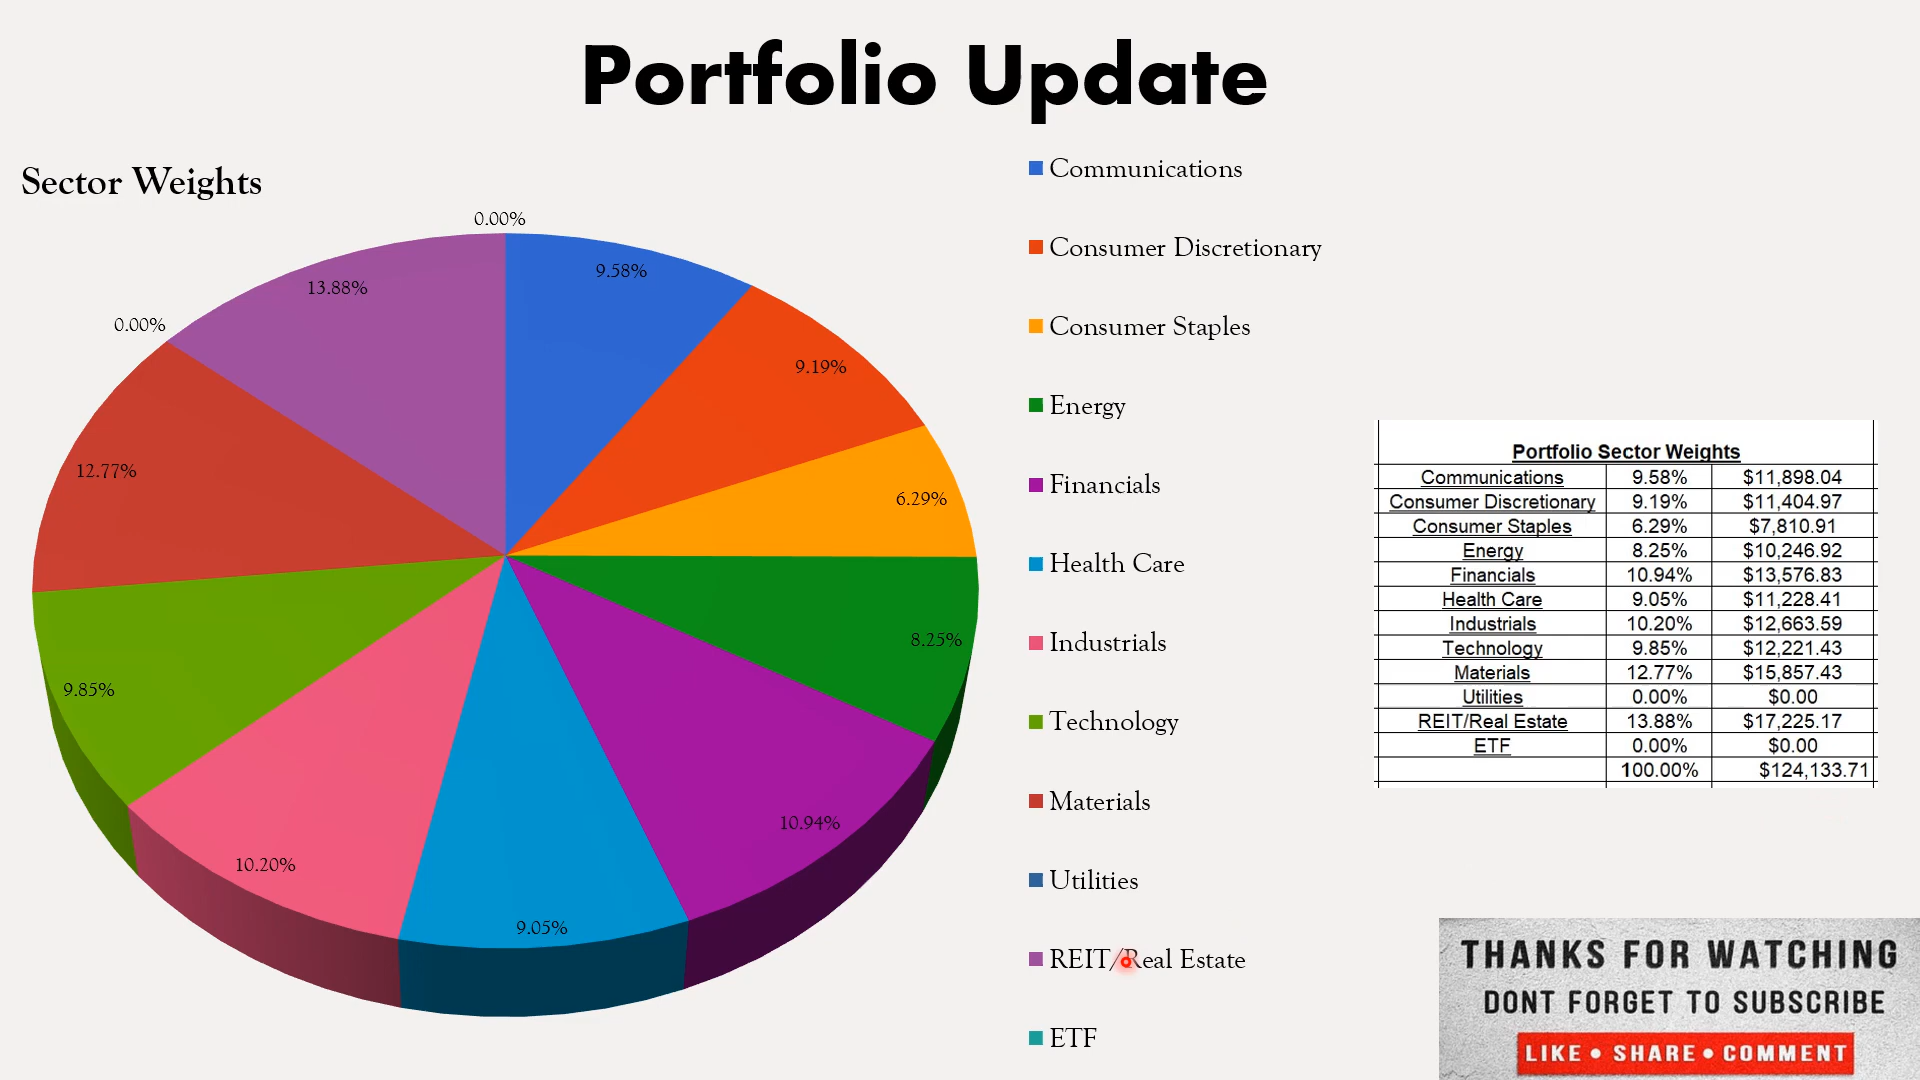 Portfolio Update
Sector Weights
0.00%
9.58%
13.88%
0.00%
9.19%
12.77%
6.29%
8.25%
9.85%
10.94%
10.20%
9.05%
Communications
Consumer Discretionary
Consumer Staples
Energy
Financials
Health Care
Industrials
Technology
Materials
Utilities
REIT/Real Estate
ETF
Portfolio Sector Weights
Communications 9.58% $11,898.04
Consumer Discretionary 9.19% $11,404.97
Consumer Staples 6.29% $7,810.91
Energy 8.25% $10,246.92
Financials 10.94% $13,576.83
Health Care 9.05% $11,228.41
Industrials 10.20% $12,663.59
Technology 9.85% $12,221.43
Materials 12.77% $15,857.43
Utilities 0.00% $0.00
REIT/Real Estate 13.88% $17,225.17
ETF 0.00% $0.00
100.00% $124,133.71
THANKS FOR WATCHING
DONT FORGET TO SUBSCRIBE
LIKE • SHARE • COMMENT